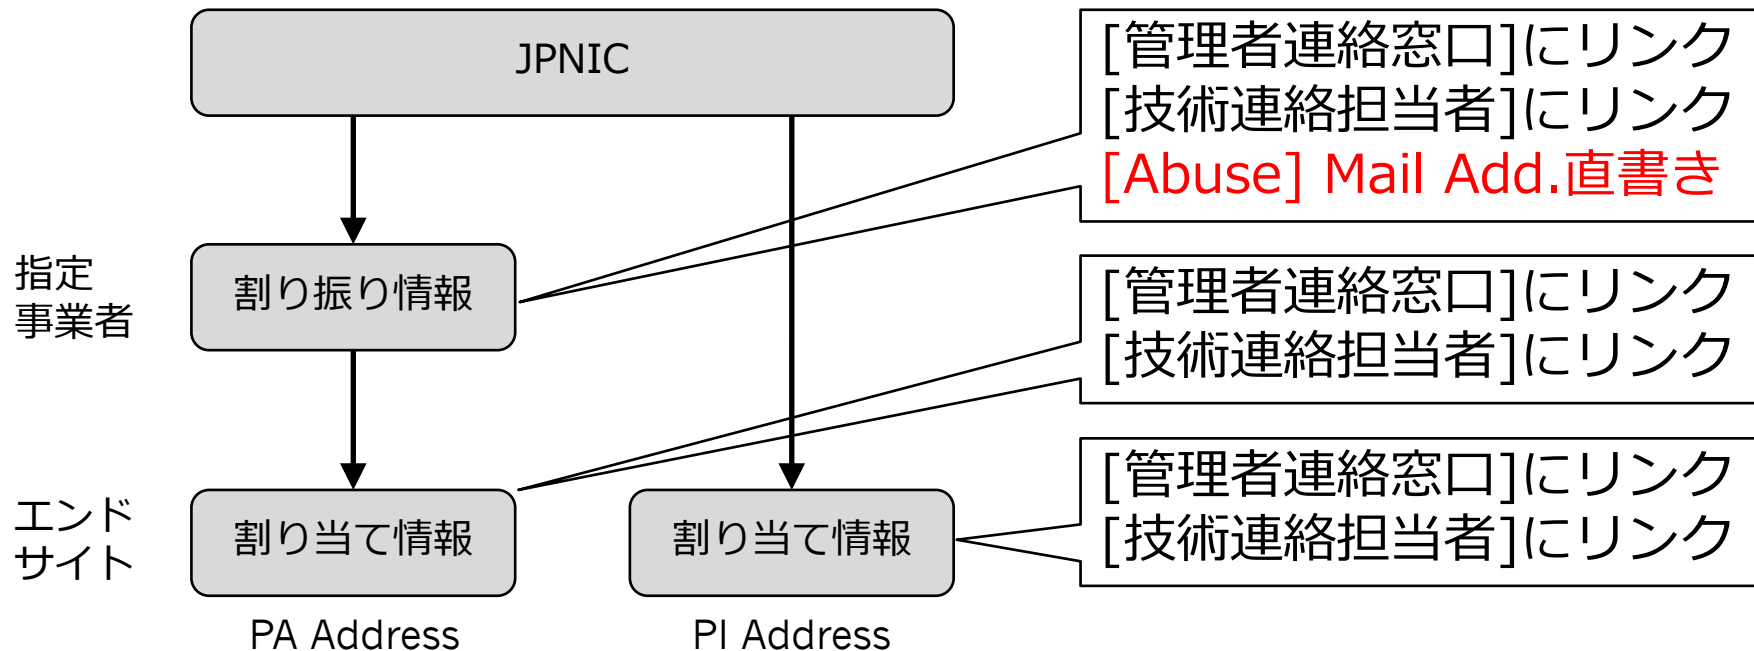 JPNIC
[管理者連絡窓口]にリンク
[技術連絡担当者]にリンク
[Abuse] Mail Add.直書き
指定
事業者
割り振り情報
[管理者連絡窓口]にリンク
[技術連絡担当者]にリンク
エンド
サイト
割り当て情報
割り当て情報
[管理者連絡窓口]にリンク
[技術連絡担当者]にリンク
PA Address
PI Address